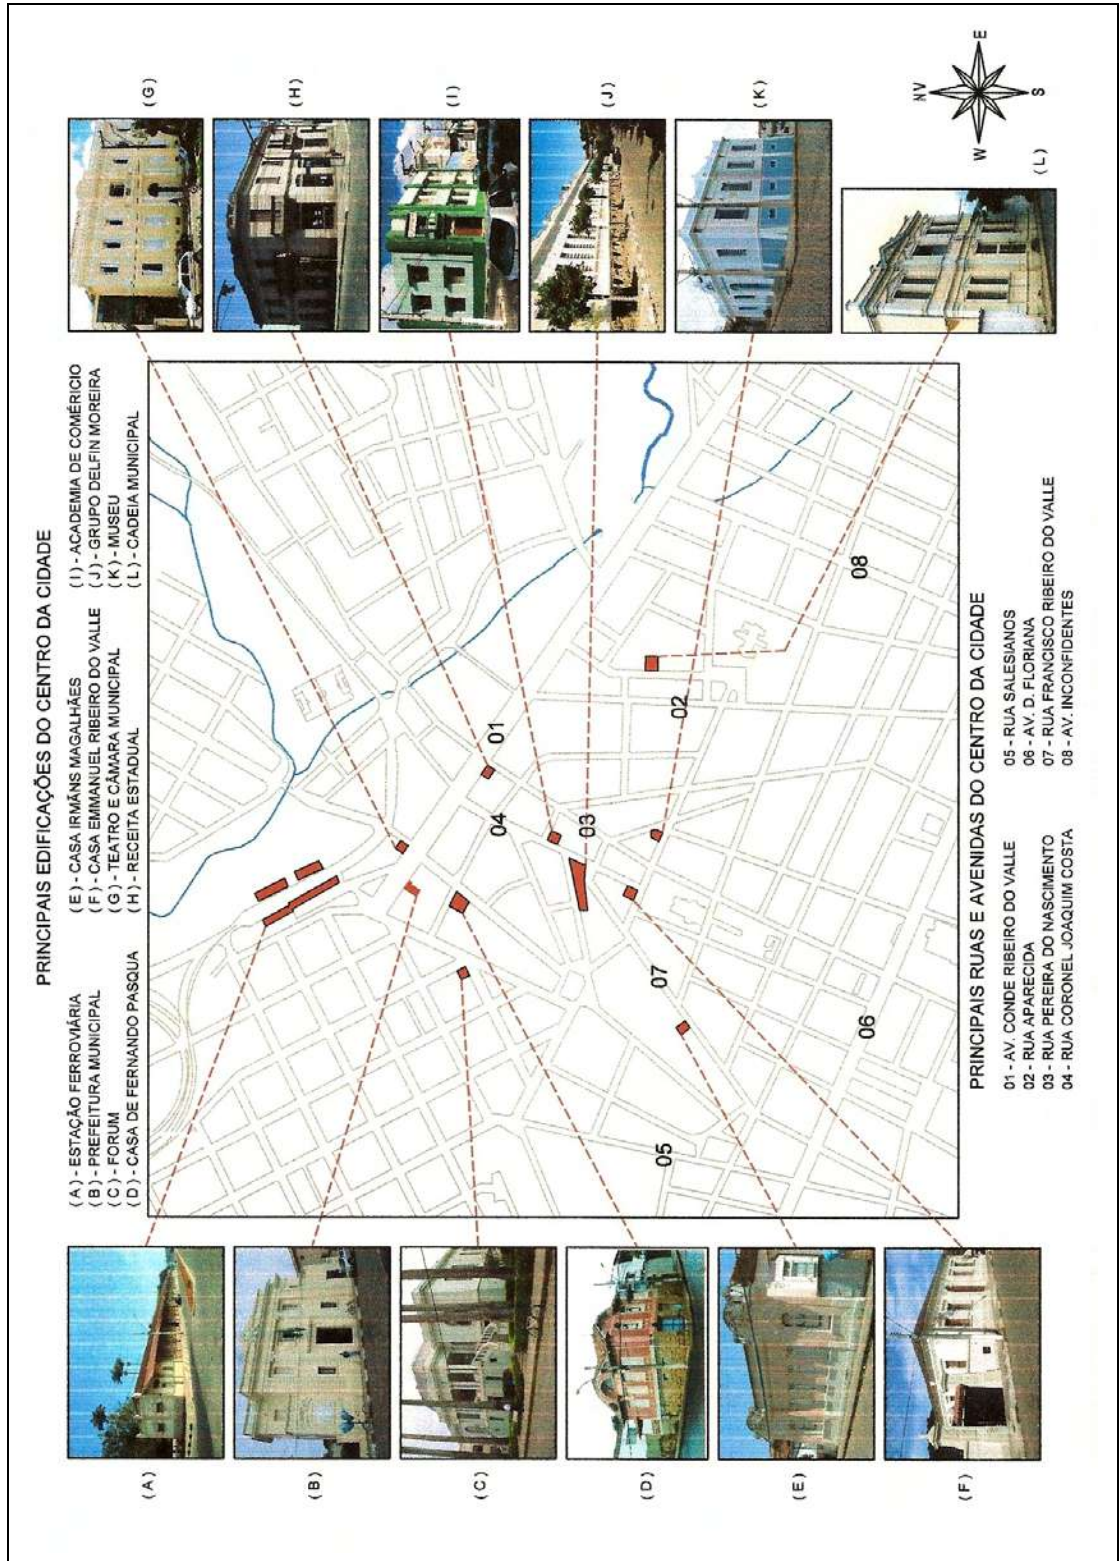 PRINCIPAIS EDIFICAÇÕES DO CENTRO DA CIDADE
(A) - ESTAÇÃO FERROVIÁRIA
(B) - PREFEITURA MUNICIPAL
(C) - FORUM
(D) - CASA DE FERNANDO PASQUA
(E) - CASA IRMÃNS MAGALHÃES
(F) - CASA EMMANUEL RIBEIRO DO VALLE
(G) - TEATRO E CÂMARA MUNICIPAL
(H) - RECEITA ESTADUAL
(I) - ACADEMIA DE COMÉRICIO
(J) - GRUPO DELFIN MOREIRA
(K) - MUSEU
(L) - CADEIA MUNICIPAL
(A)
(B)
(C)
(D)
(E)
(F)
(G)
(H)
(I)
(J)
(K)
(L)
NV
E
S
W
01
02
03
04
05
06
07
08
PRINCIPAIS RUAS E AVENIDAS DO CENTRO DA CIDADE
01 - AV. CONDE RIBEIRO DO VALLE
02 - RUA APARECIDA
03 - RUA PEREIRA DO NASCIMENTO
04 - RUA CORONEL JOAQUIM COSTA
05 - RUA SALESIANOS
06 - AV. D. FLORIANA
07 - RUA FRANCISCO RIBEIRO DO VALLE
08 - AV. INCONFIDENTES